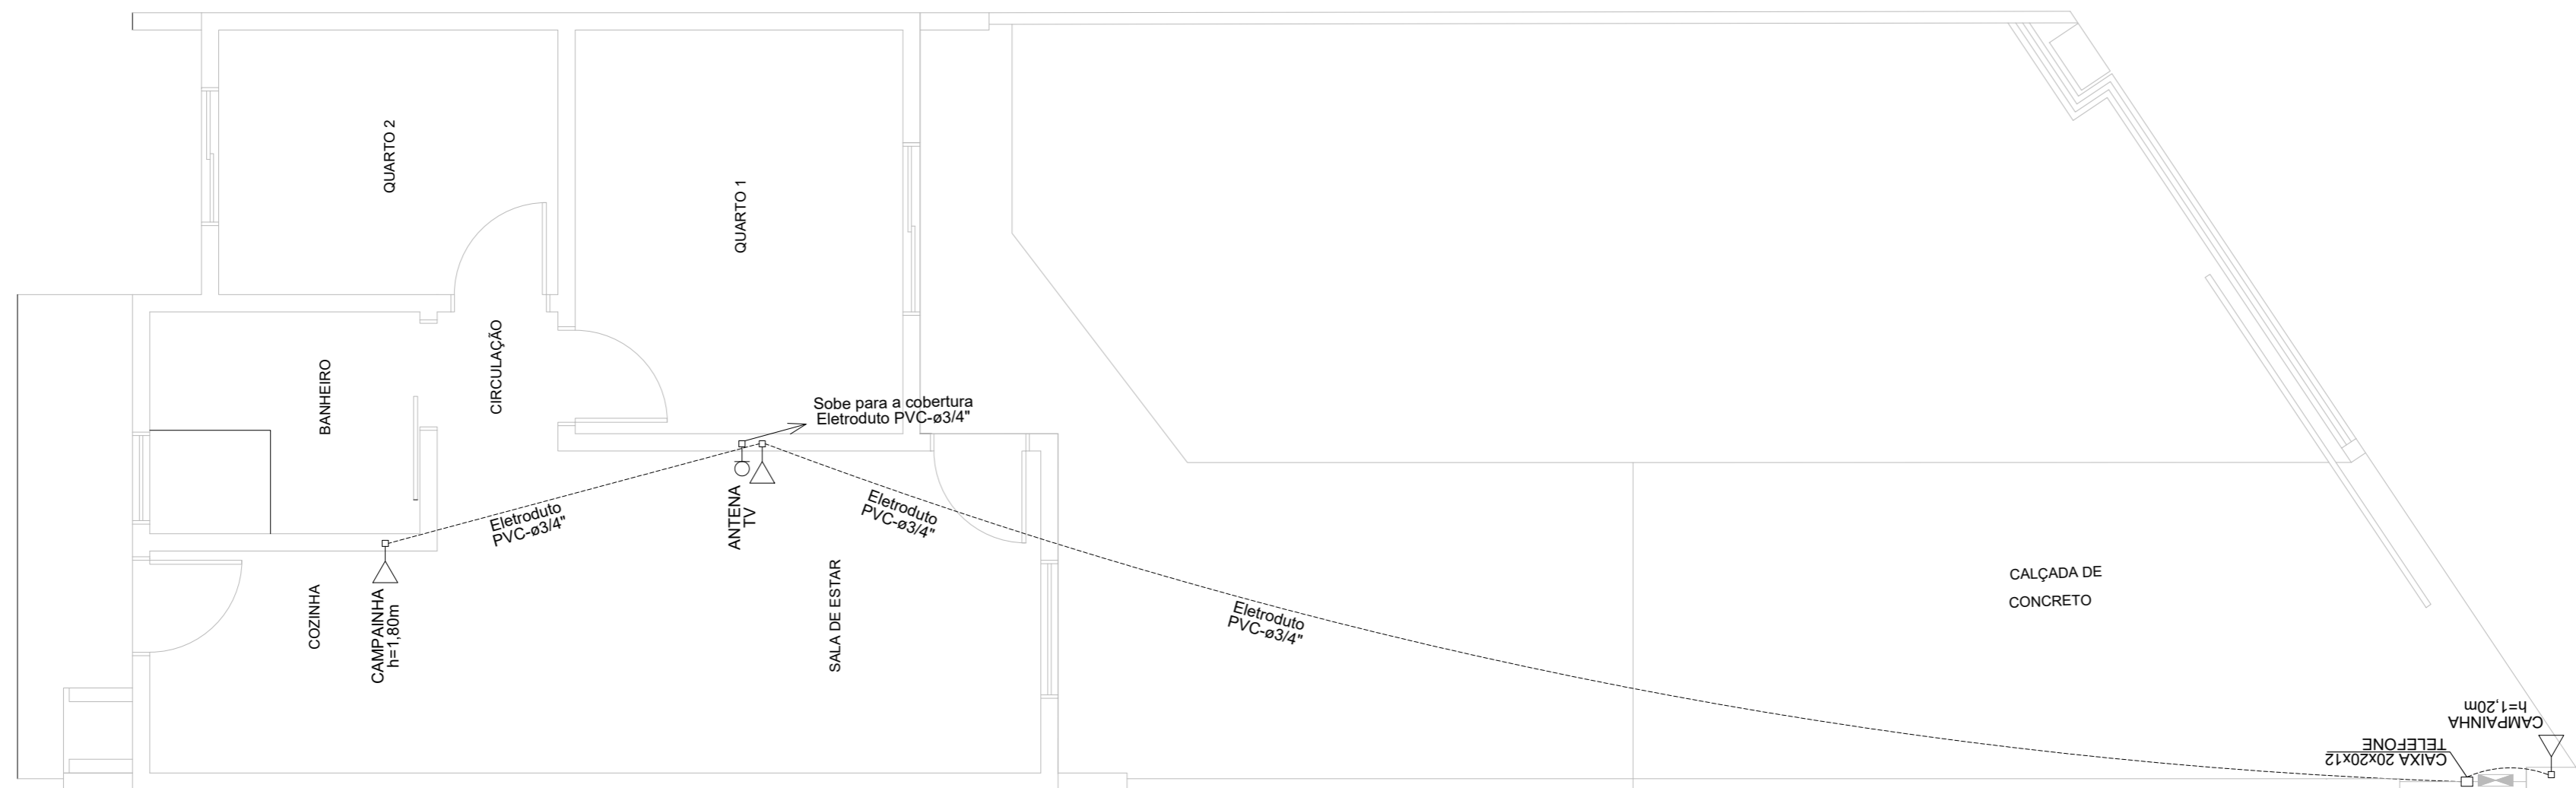 QUARTO 2
QUARTO 1
BANHEIRO
CIRCULAÇÃO
Sobe para a cobertura
Eletroduto PVC-ø3/4"
ANTENA
TV
Eletroduto
PVC-ø3/4"
Eletroduto
PVC-ø3/4"
COZINHA
CAMPAINHA
h=1,80m
SALA DE ESTAR
Eletroduto
PVC-ø3/4"
CALÇADA DE
CONCRETO
CAMPAINHA
h=1,20m
CAIXA 20x20x12
TELEFONE